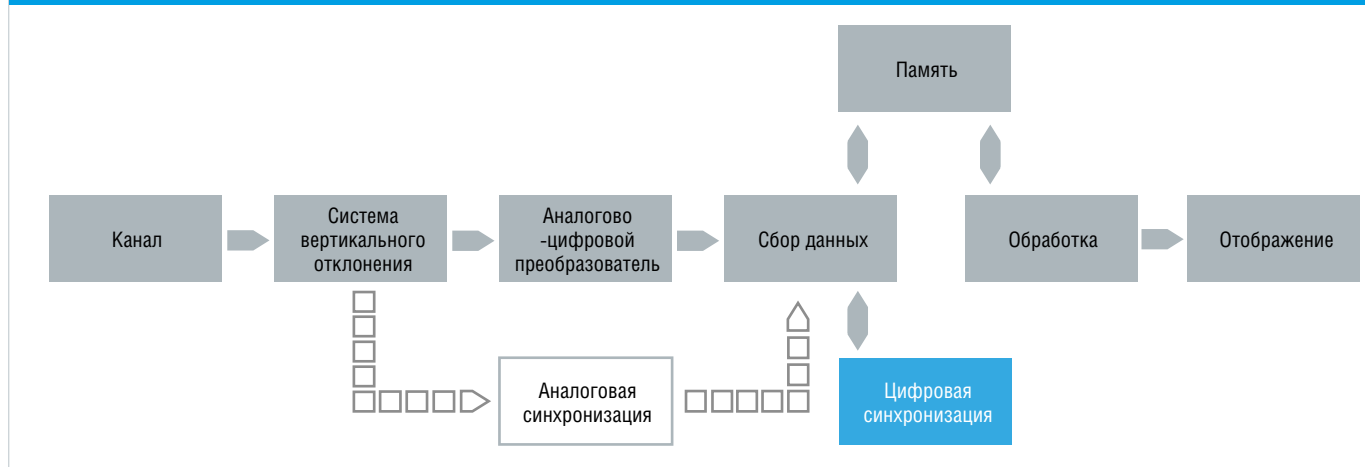 Память
Канал
Система
вертикального
отклонения
Аналогово
-цифровой
преобразователь
Сбор данных
Обработка
Отображение
Аналоговая
синхронизация
Цифровая
синхронизация